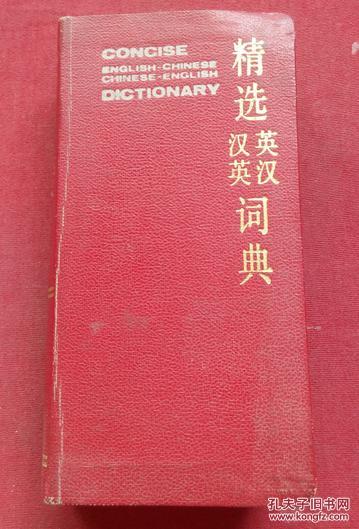 CONCISE
ENGLISH-CHINESE
CHINESE-ENGLISH
DICTIONARY
精选
英汉
汉英
词典
孔夫子旧书网
www.kongfz.com